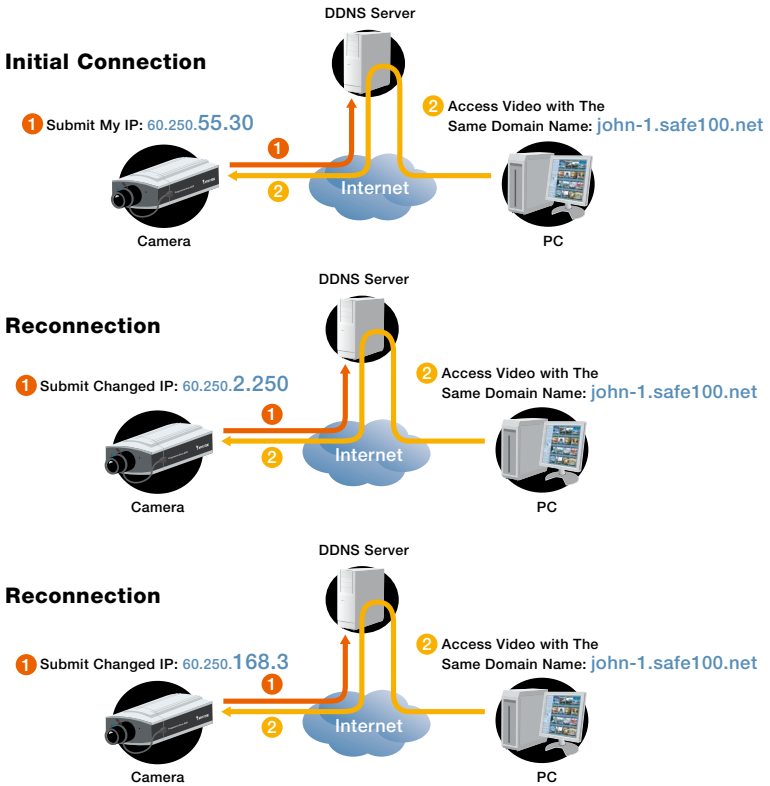 DDNS Server
Initial Connection
1 Submit My IP: 60.250.55.30
2 Access Video with The
Same Domain Name: john-1.safe100.net
1
2
Internet
Camera
PC
DDNS Server
Reconnection
1 Submit Changed IP: 60.250.2.250
2 Access Video with The
Same Domain Name: john-1.safe100.net
1
2
Internet
Camera
PC
DDNS Server
Reconnection
1 Submit Changed IP: 60.250.168.3
2 Access Video with The
Same Domain Name: john-1.safe100.net
1
2
Internet
Camera
PC